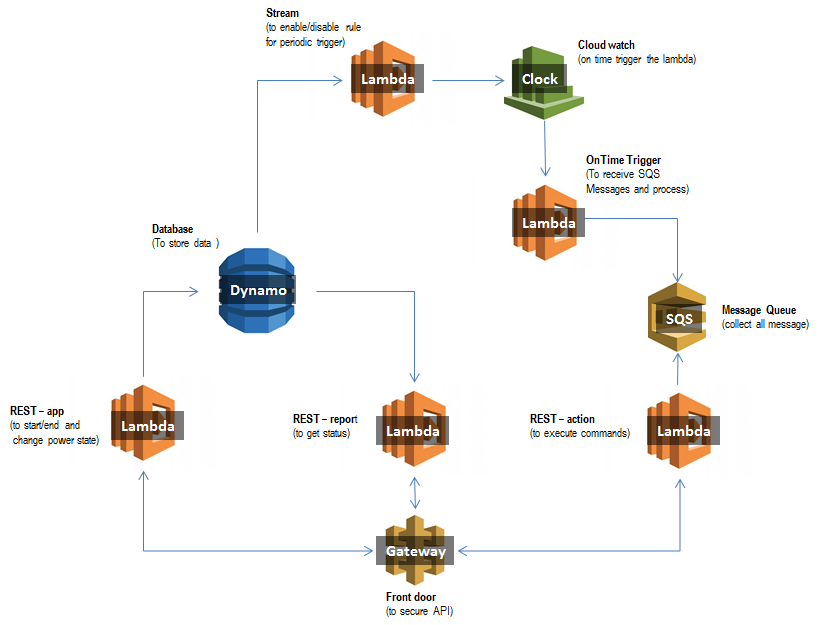 Stream
(to enable/disable rule
for periodic trigger)
Lambda
Cloud watch
(on time trigger the lambda)
Clock
OnTime Trigger
(To receive SQS
Messages and process)
Lambda
Database
(To store data )
Dynamo
SQS
Message Queue
(collect all message)
REST – app
(to start/end and
change power state)
Lambda
REST – report
(to get status)
Lambda
REST – action
(to execute commands)
Lambda
Gateway
Front door
(to secure API)